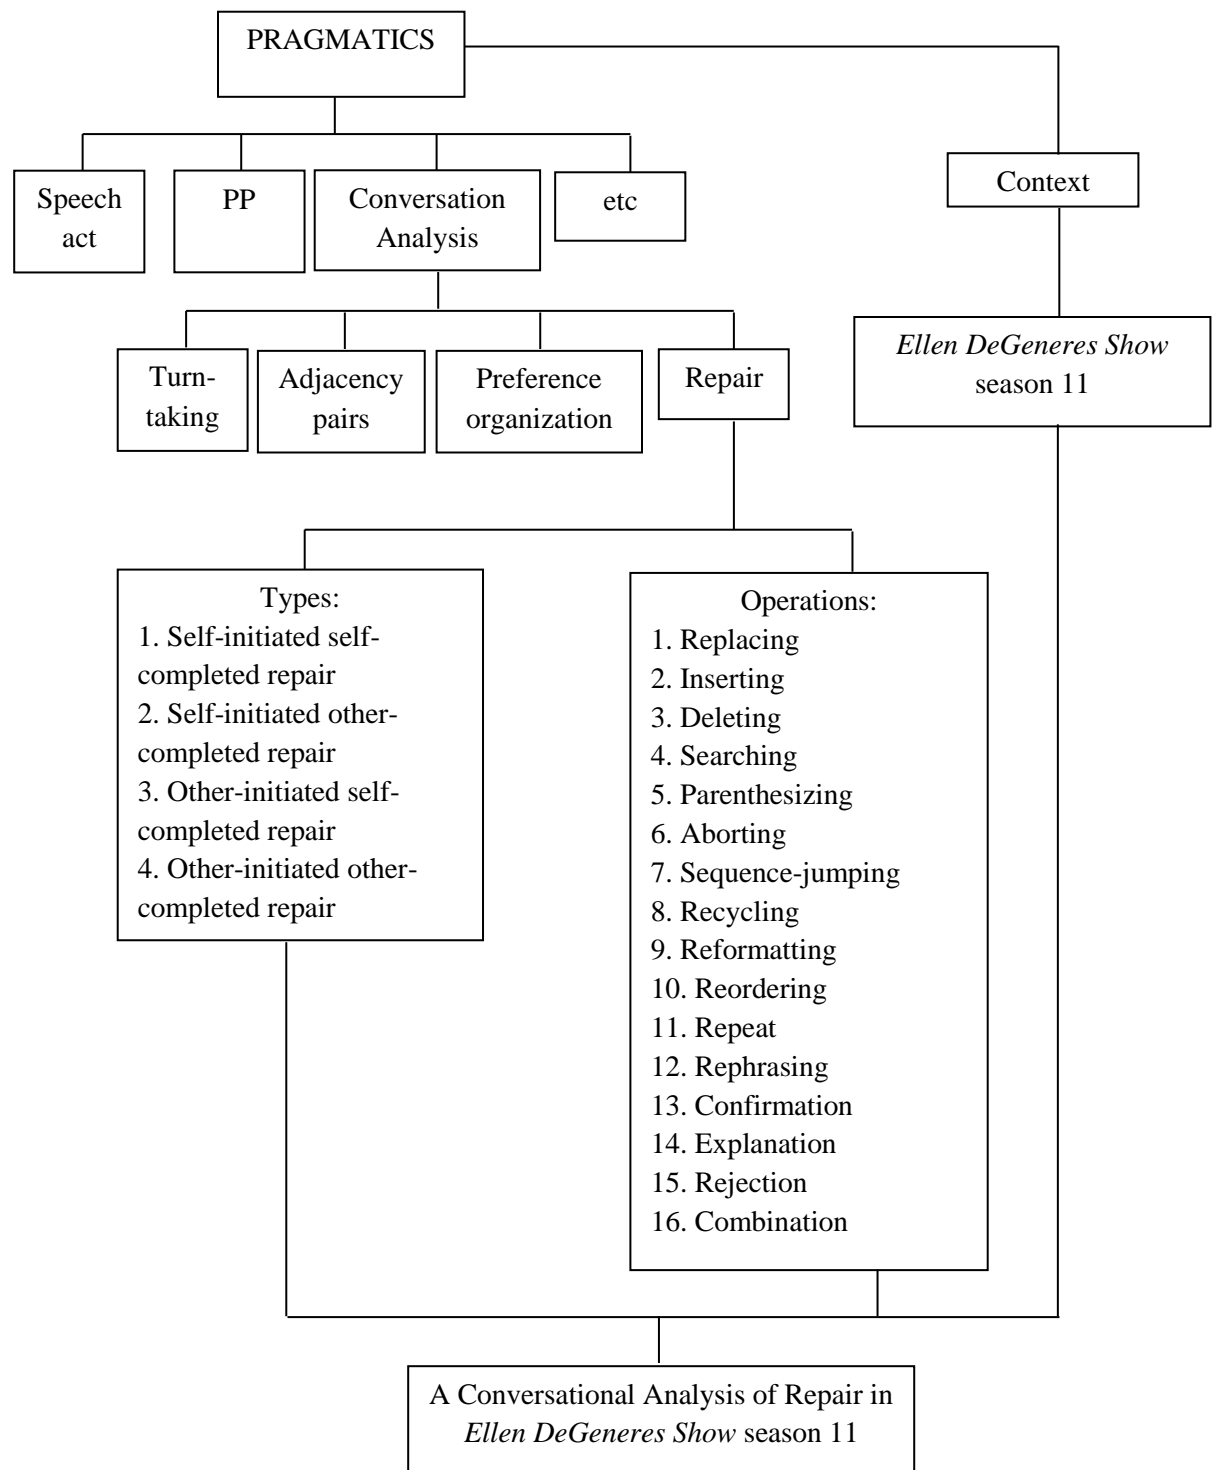 PRAGMATICS
Speech
act
PP
Conversation
Analysis
etc
Context
Ellen DeGeneres Show
season 11
Turn-
taking
Adjacency
pairs
Preference
organization
Repair
Types:
1. Self-initiated self-
completed repair
2. Self-initiated other-
completed repair
3. Other-initiated self-
completed repair
4. Other-initiated other-
completed repair
Operations:
1. Replacing
2. Inserting
3. Deleting
4. Searching
5. Parenthesizing
6. Aborting
7. Sequence-jumping
8. Recycling
9. Reformatting
10. Reordering
11. Repeat
12. Rephrasing
13. Confirmation
14. Explanation
15. Rejection
16. Combination
A Conversational Analysis of Repair in
Ellen DeGeneres Show season 11